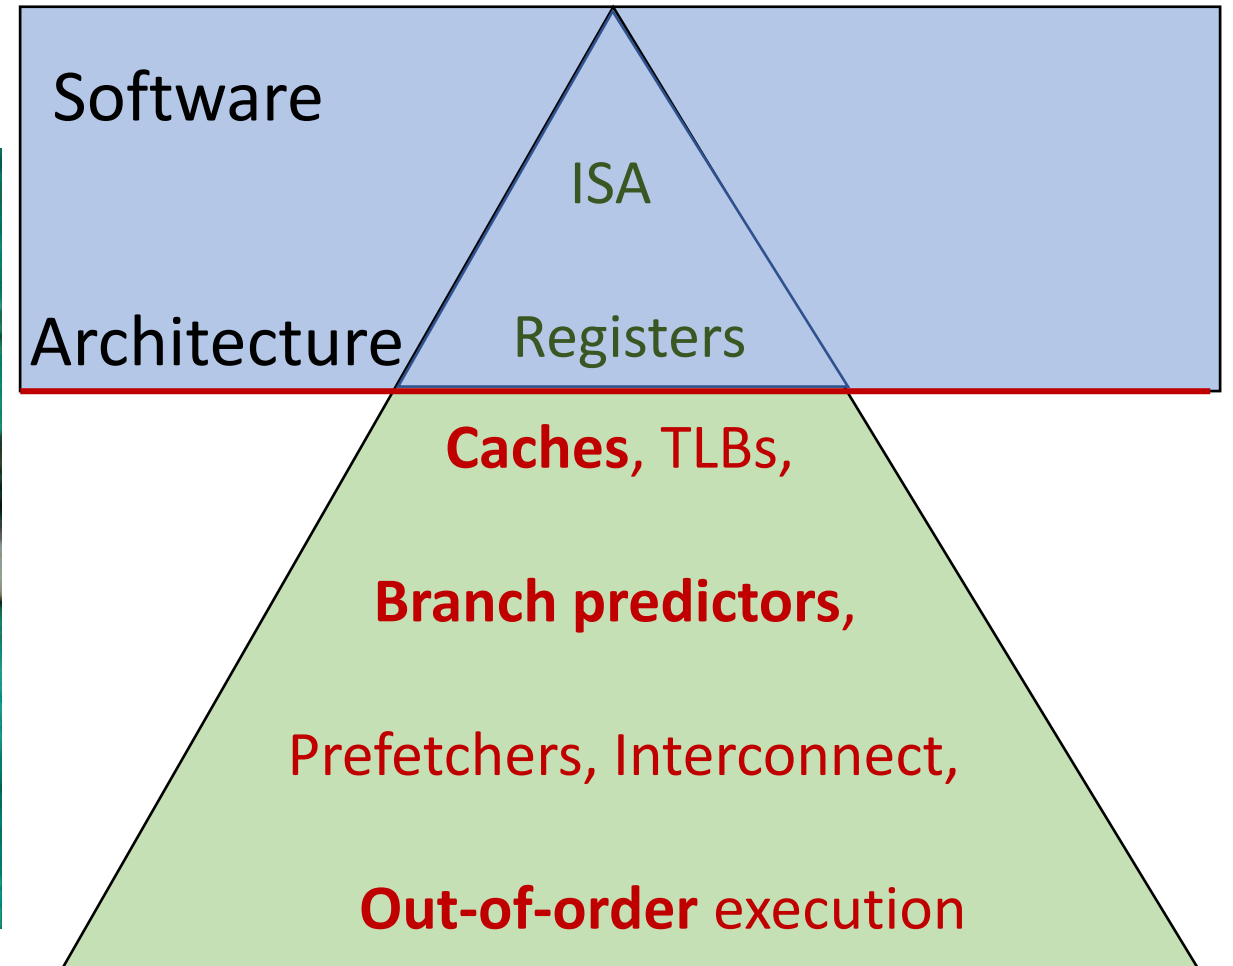 Software
ISA
Architecture
Registers
Caches, TLBs,
Branch predictors,
Prefetchers, Interconnect,
Out-of-order execution